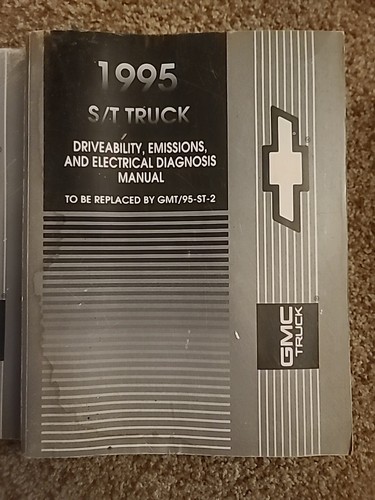 1995
S/T TRUCK
DRIVEABILITY, EMISSIONS,
AND ELECTRICAL DIAGNOSIS
MANUAL
TO BE REPLACED BY GMT/95-ST-2
GMC
TRUCK